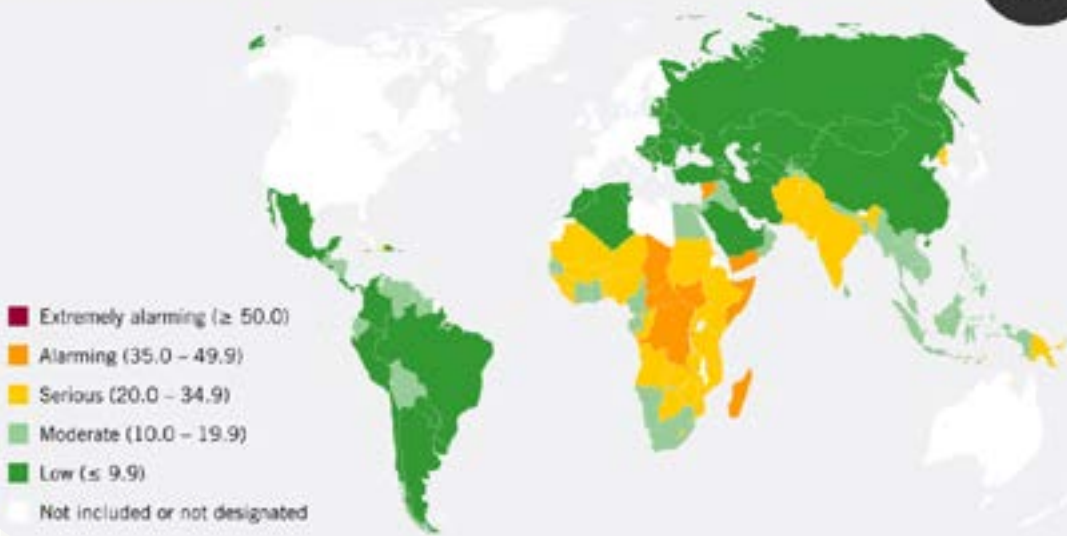 Extremely alarming (≥ 50.0)
Alarming (35.0 – 49.9)
Serious (20.0 – 34.9)
Moderate (10.0 – 19.9)
Low (≤ 9.9)
Not included or not designated